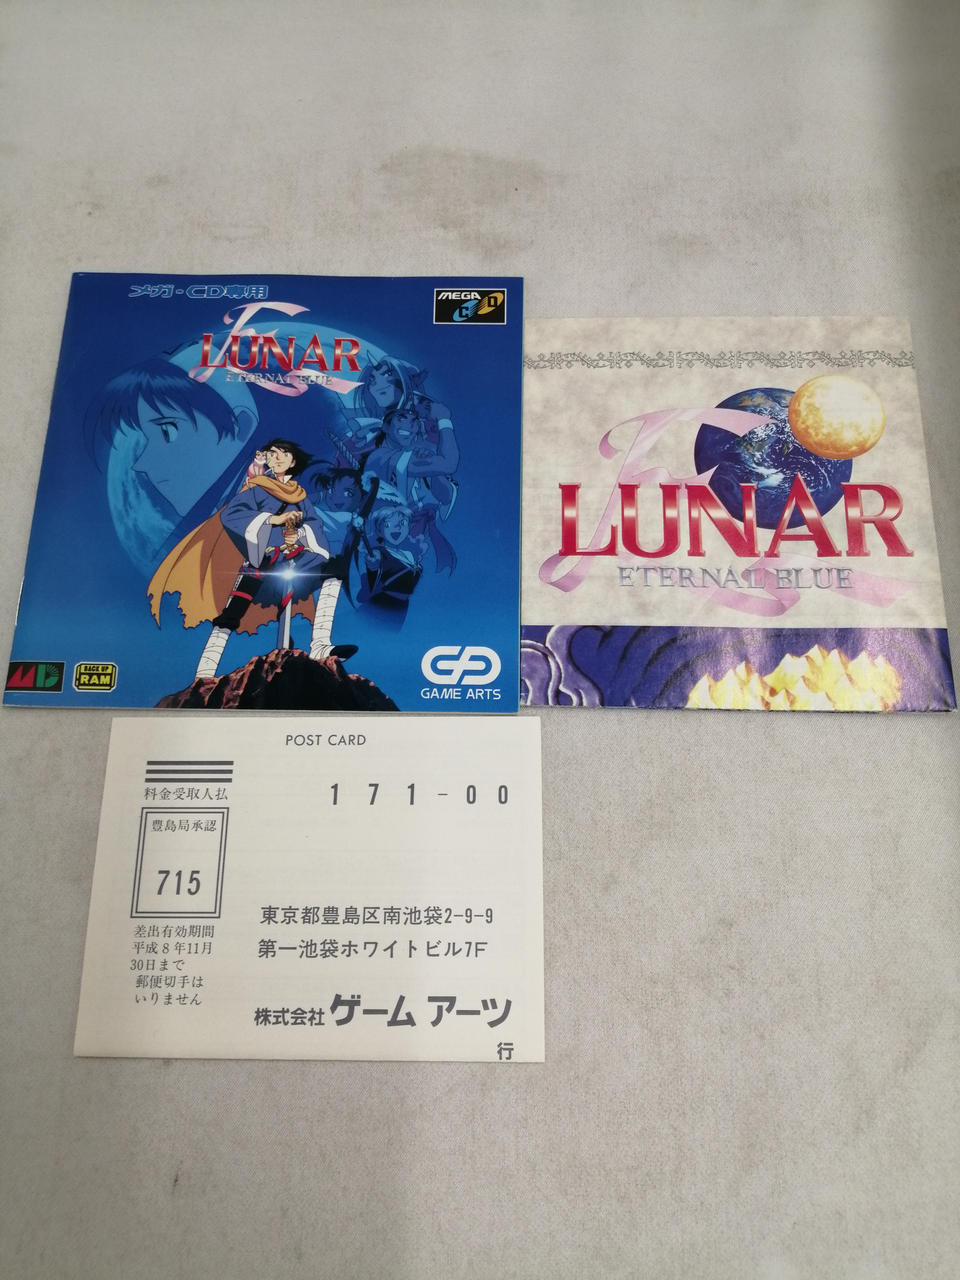 メガ-CD専用
MEGA
CD
LUNAR
ETERNAL BLUE
MD
BACK UP
RAM
GAME ARTS
LUNAR
ETERNAL BLUE
POST CARD
料金受取人払
171-00
豊島局承認
715
東京都豊島区南池袋2-9-9
第一池袋ホワイトビル7F
差出有効期間
平成8年11月
30日まで
郵便切手は
いりません
株式会社ゲームアーツ
行